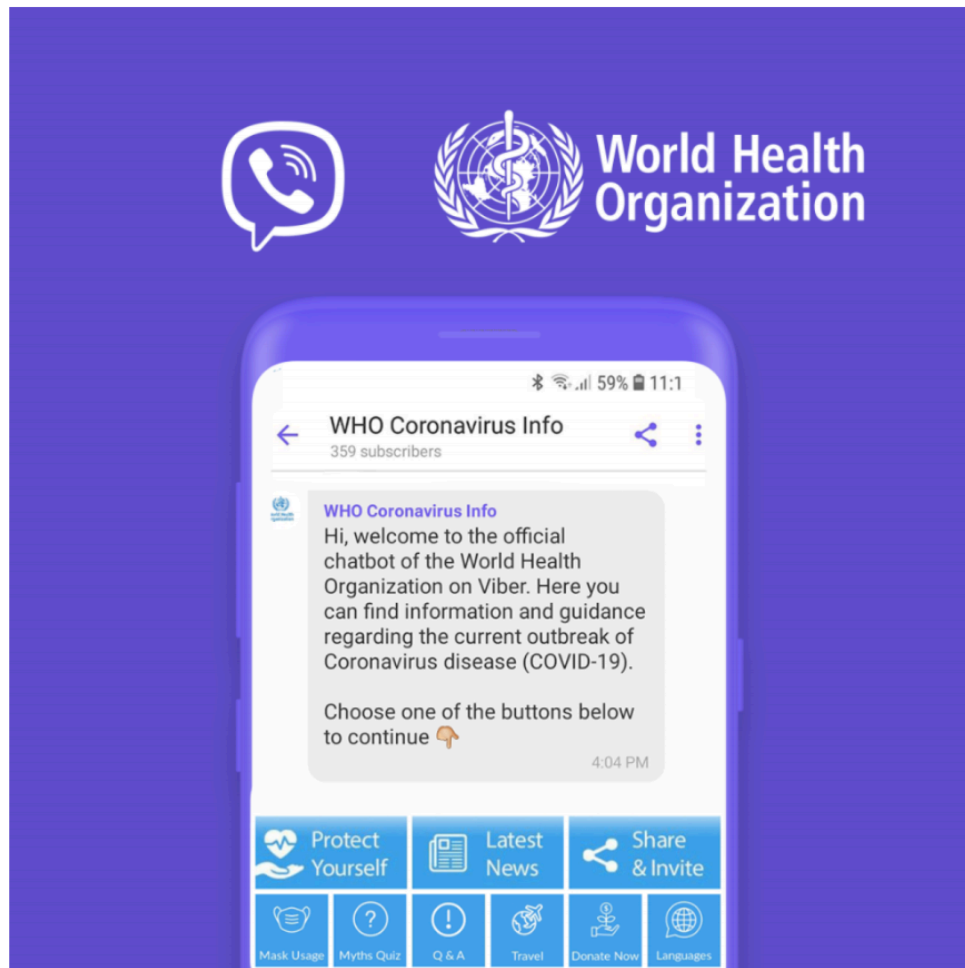 World Health
Organization
59% 11:1
WHO Coronavirus Info
359 subscribers
WHO Coronavirus Info
Hi, welcome to the official
chatbot of the World Health
Organization on Viber. Here you
can find information and guidance
regarding the current outbreak of
Coronavirus disease (COVID-19).
Choose one of the buttons below
to continue 👇🏼
4:04 PM
Protect
Yourself
Latest
News
Share
& Invite
Mask Usage
Myths Quiz
Q & A
Travel
Donate Now
Languages